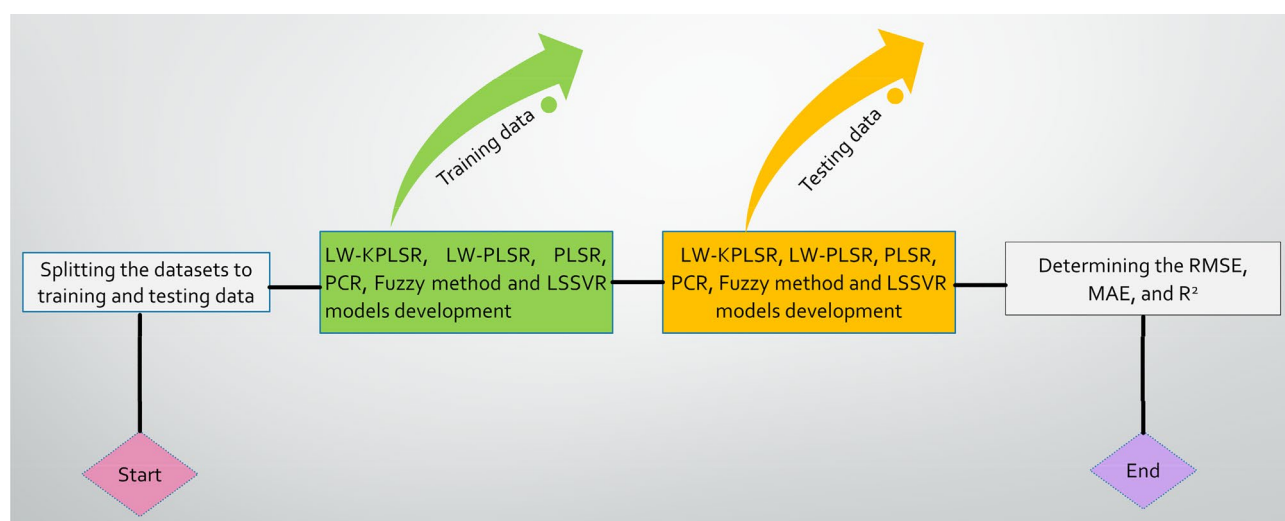 Training data
Testing data
Splitting the datasets to
training and testing data
LW-KPLSR, LW-PLSR, PLSR,
PCR, Fuzzy method and LSSVR
models development
LW-KPLSR, LW-PLSR, PLSR,
PCR, Fuzzy method and LSSVR
models development
Determining the RMSE,
MAE, and R²
Start
End